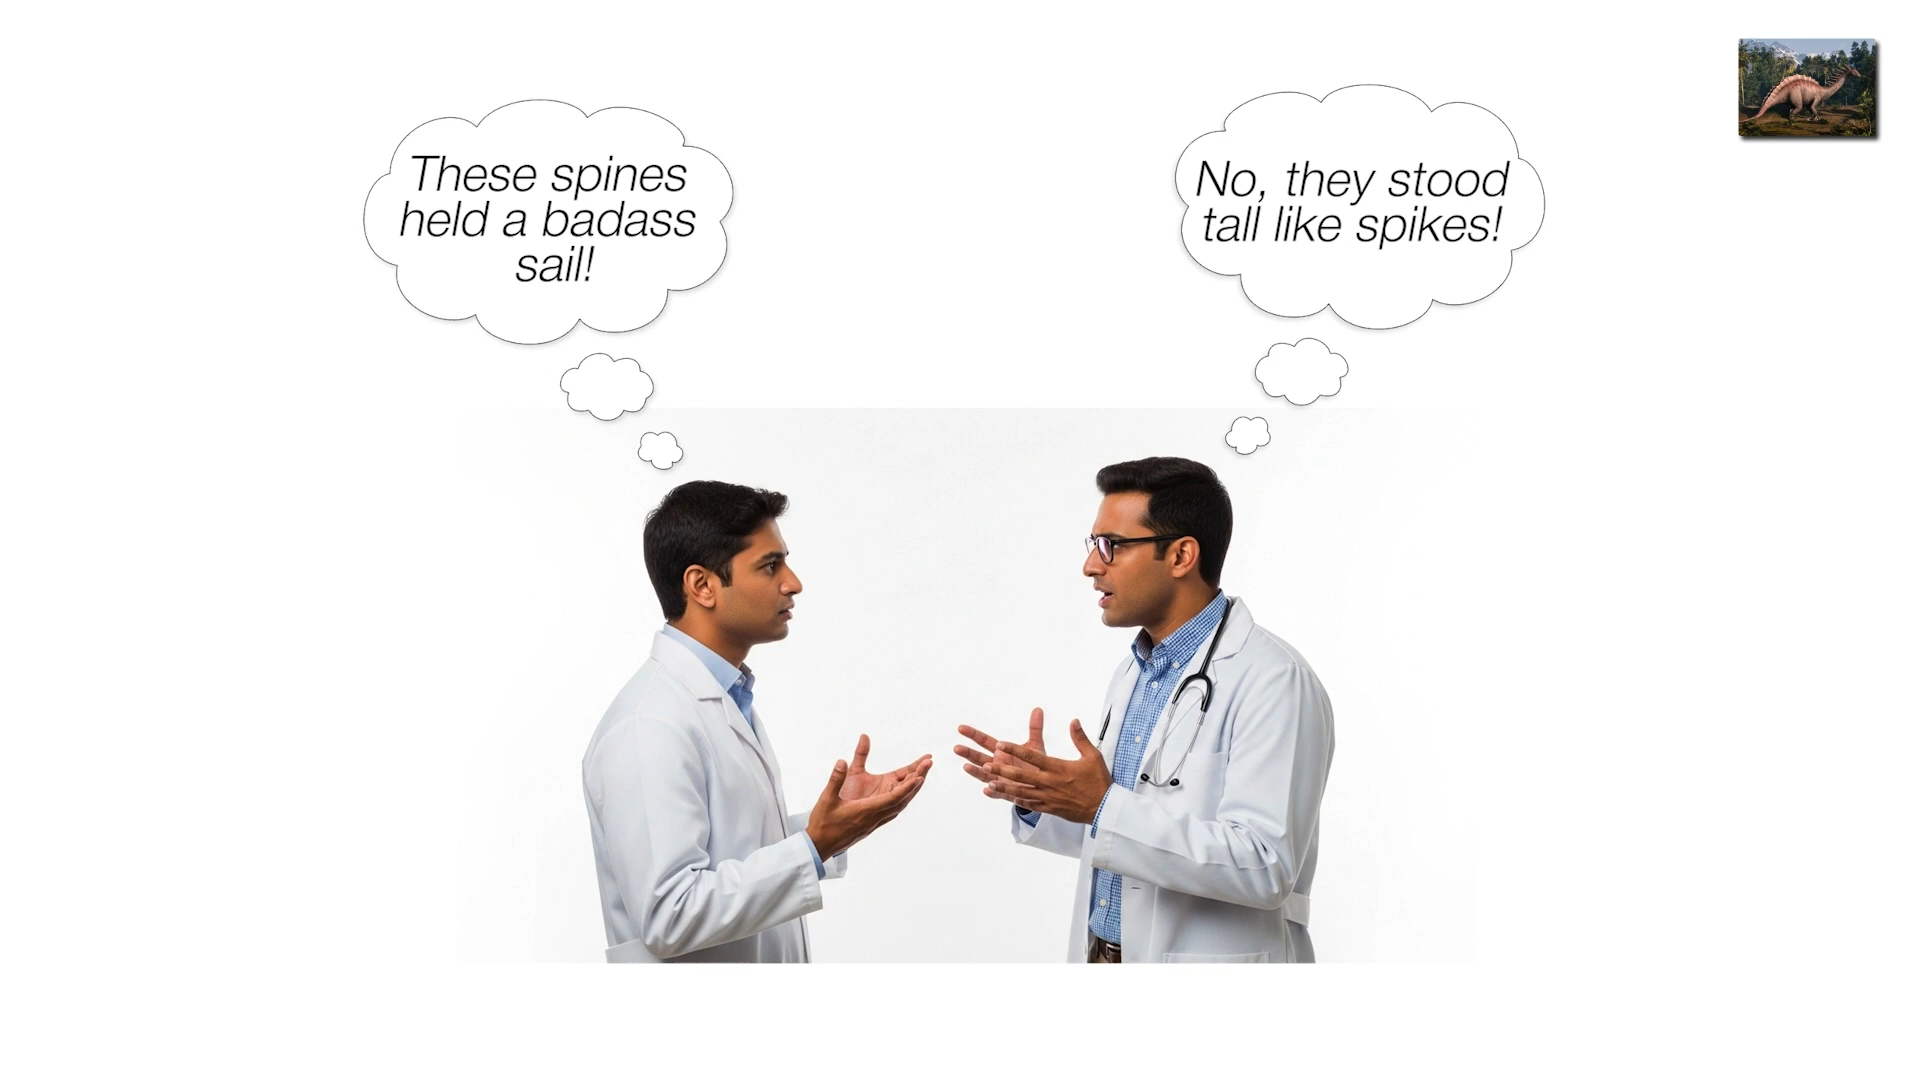 These spines
held a badass
sail!
No, they stood
tall like spikes!